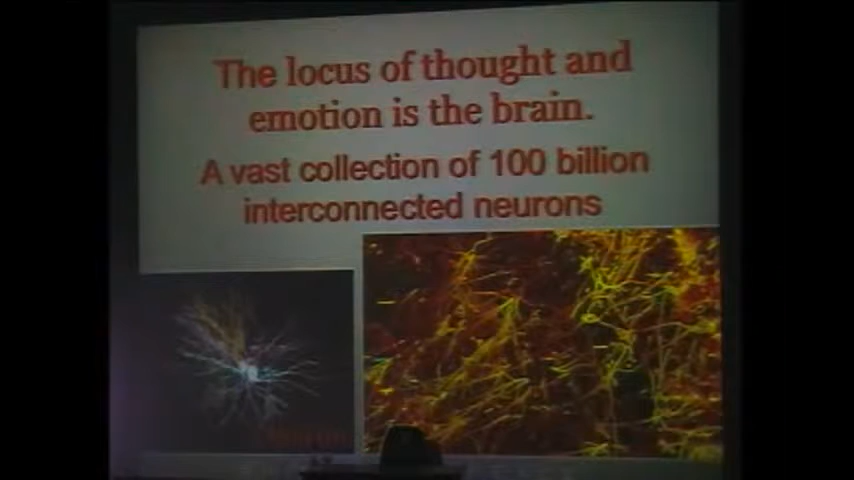 The locus of thought and
emotion is the brain.
A vast collection of 100 billion
interconnected neurons